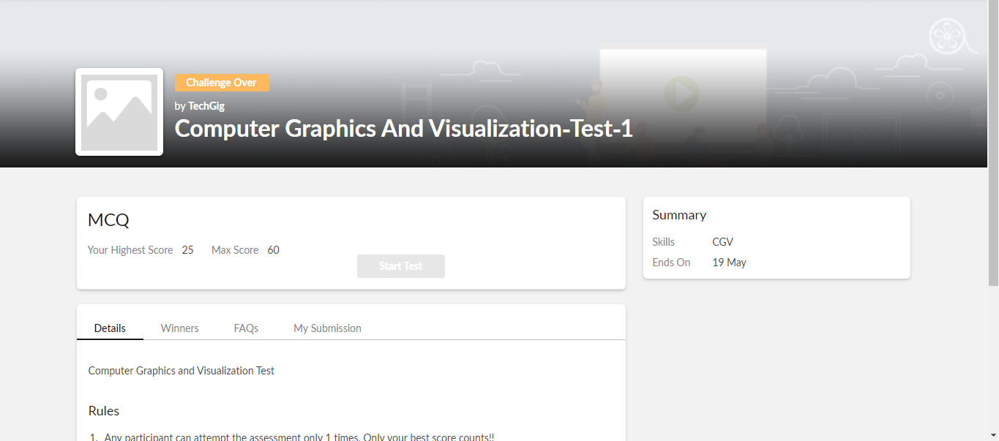 Challenge Over
by TechGig
Computer Graphics And Visualization-Test-1
MCQ
Your Highest Score 25 Max Score 60
Start Test
Summary
Skills CGV
Ends On 19 May
Details Winners FAQs My Submission
Computer Graphics and Visualization Test
Rules
1. Any participant can attempt the assessment only 1 times. Only your best score counts!!